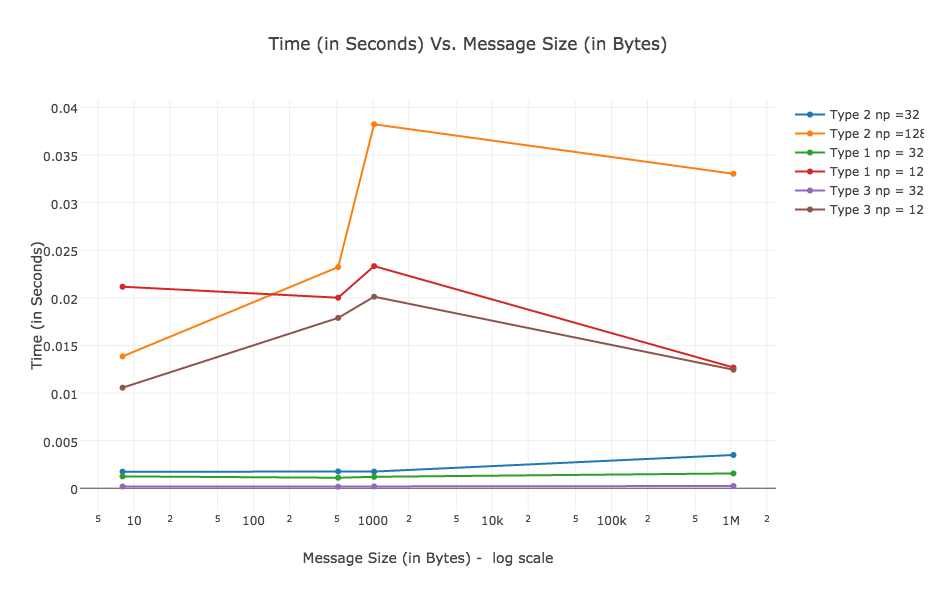 Time (in Seconds) Vs. Message Size (in Bytes)
0.04
0.035
0.03
0.025
0.02
0.015
0.01
0.005
0
Time (in Seconds)
5 10 2 5 100 2 5 1000 2 5 10k 2 5 100k 2 5 1M 2
Message Size (in Bytes) - log scale
Type 2 np =32
Type 2 np =128
Type 1 np = 32
Type 1 np = 12
Type 3 np = 32
Type 3 np = 12